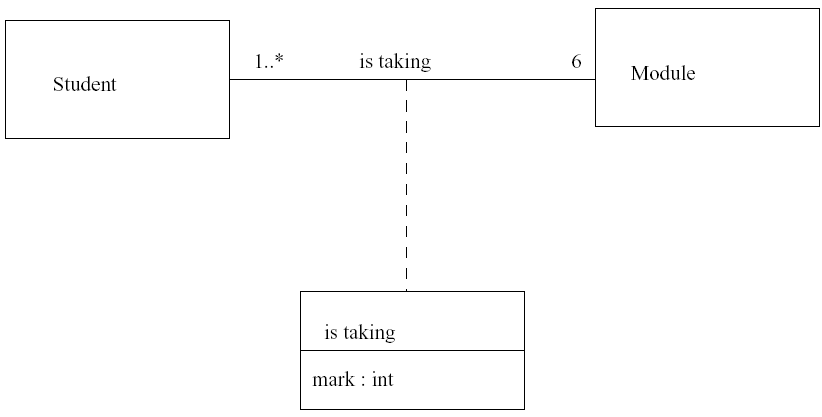 Student
1..*
is taking
6
Module
is taking
mark : int